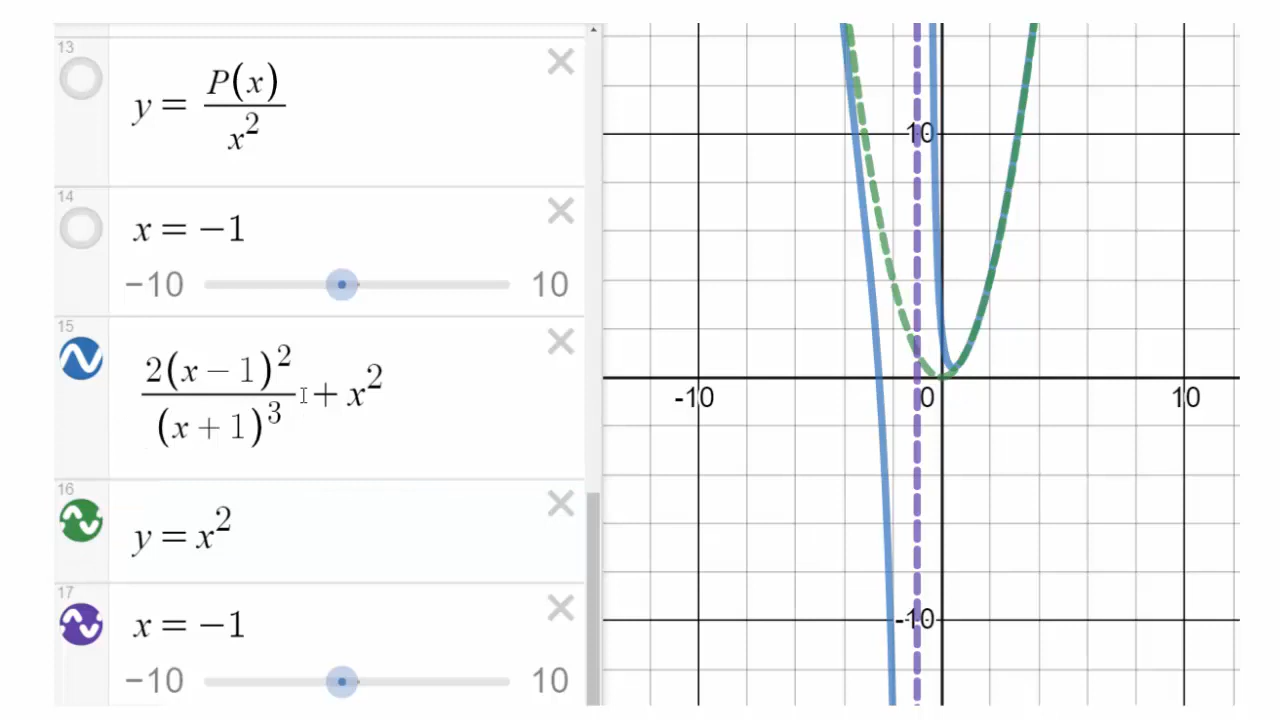 13
y = P(x)/x^2
14
x = −1
−10 10
15
2(x − 1)^2/(x + 1)^3 + x^2
16
y = x^2
17
x = −1
−10 10
10
-10 0 10
-10